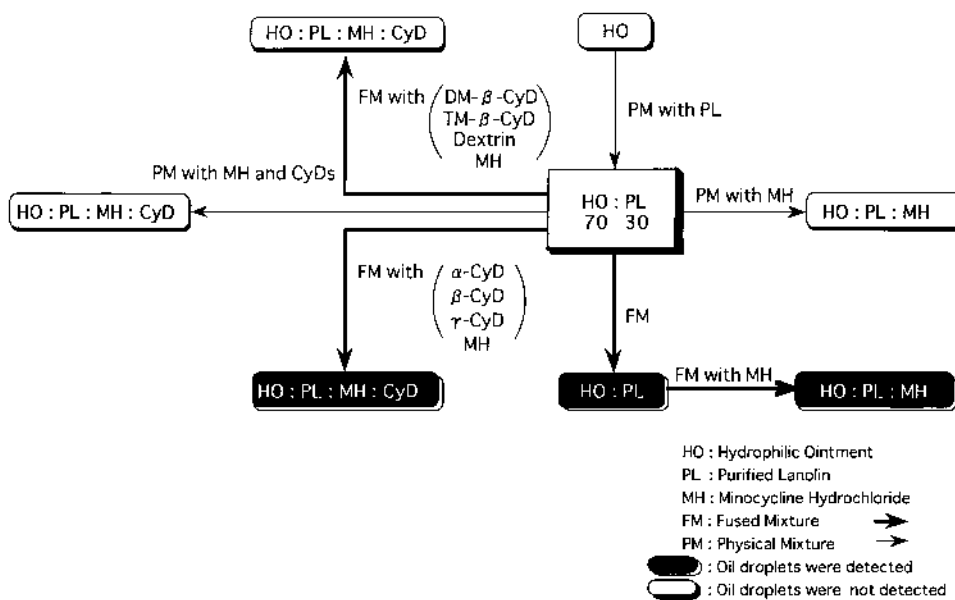 HO : PL : MH : CyD
HO
FM with
DM-β-CyD
TM-β-CyD
Dextrin
MH
PM with PL
PM with MH and CyDs
HO : PL : MH : CyD
HO : PL
70 30
PM with MH
HO : PL : MH
FM with
α-CyD
β-CyD
γ-CyD
MH
FM
HO : PL : MH : CyD
HO : PL
FM with MH
HO : PL : MH
HO : Hydrophilic Ointment
PL : Purified Lanolin
MH : Minocycline Hydrochloride
FM : Fused Mixture
PM : Physical Mixture
: Oil droplets were detected
: Oil droplets were not detected